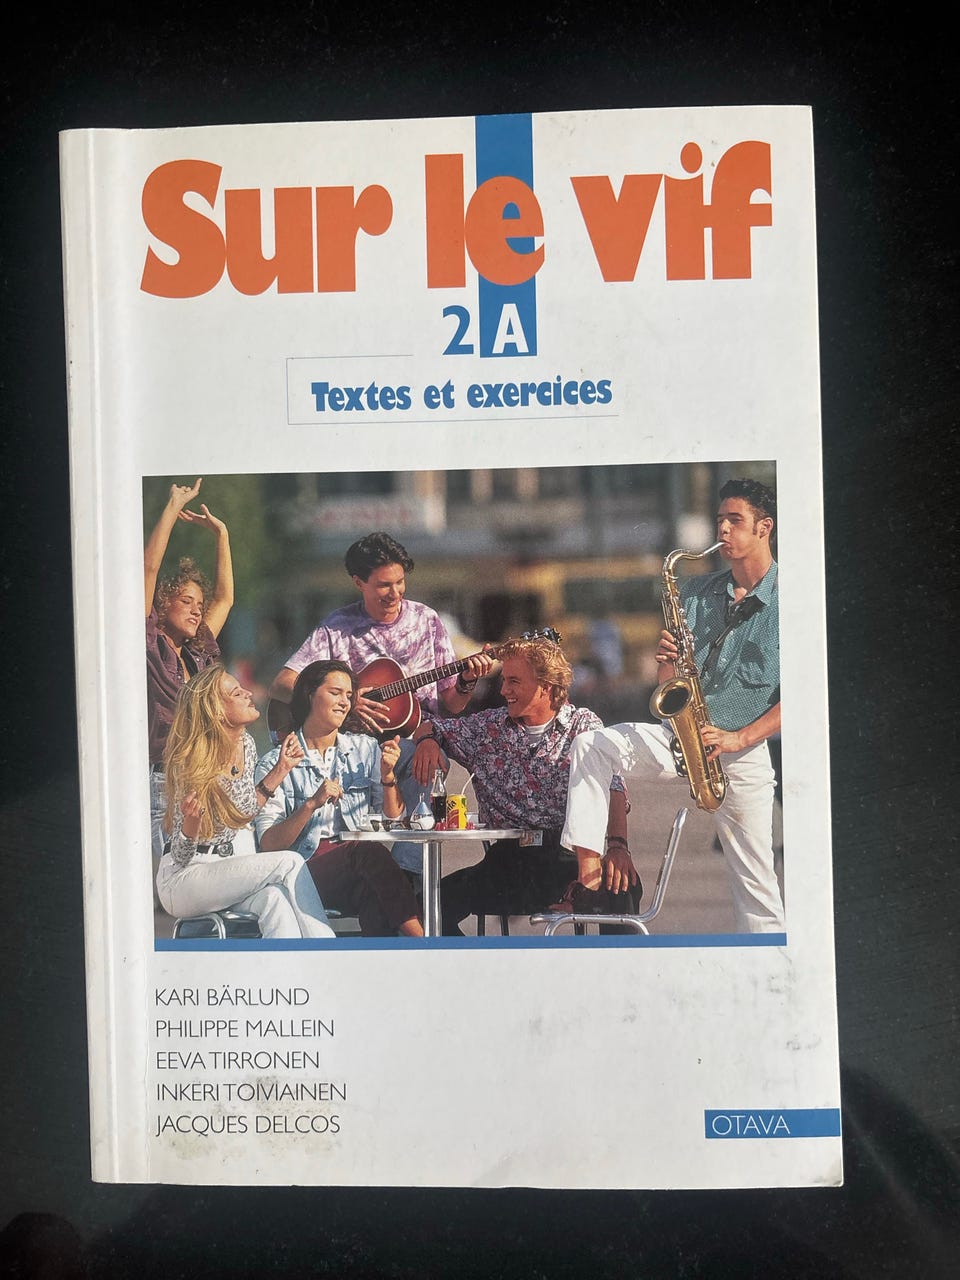 Sur le vif
2 A
Textes et exercices
KARI BÄRLUND
PHILIPPE MALLEIN
EEVA TIRRONEN
INKERI TOIVIAINEN
JACQUES DELCOS
OTAVA